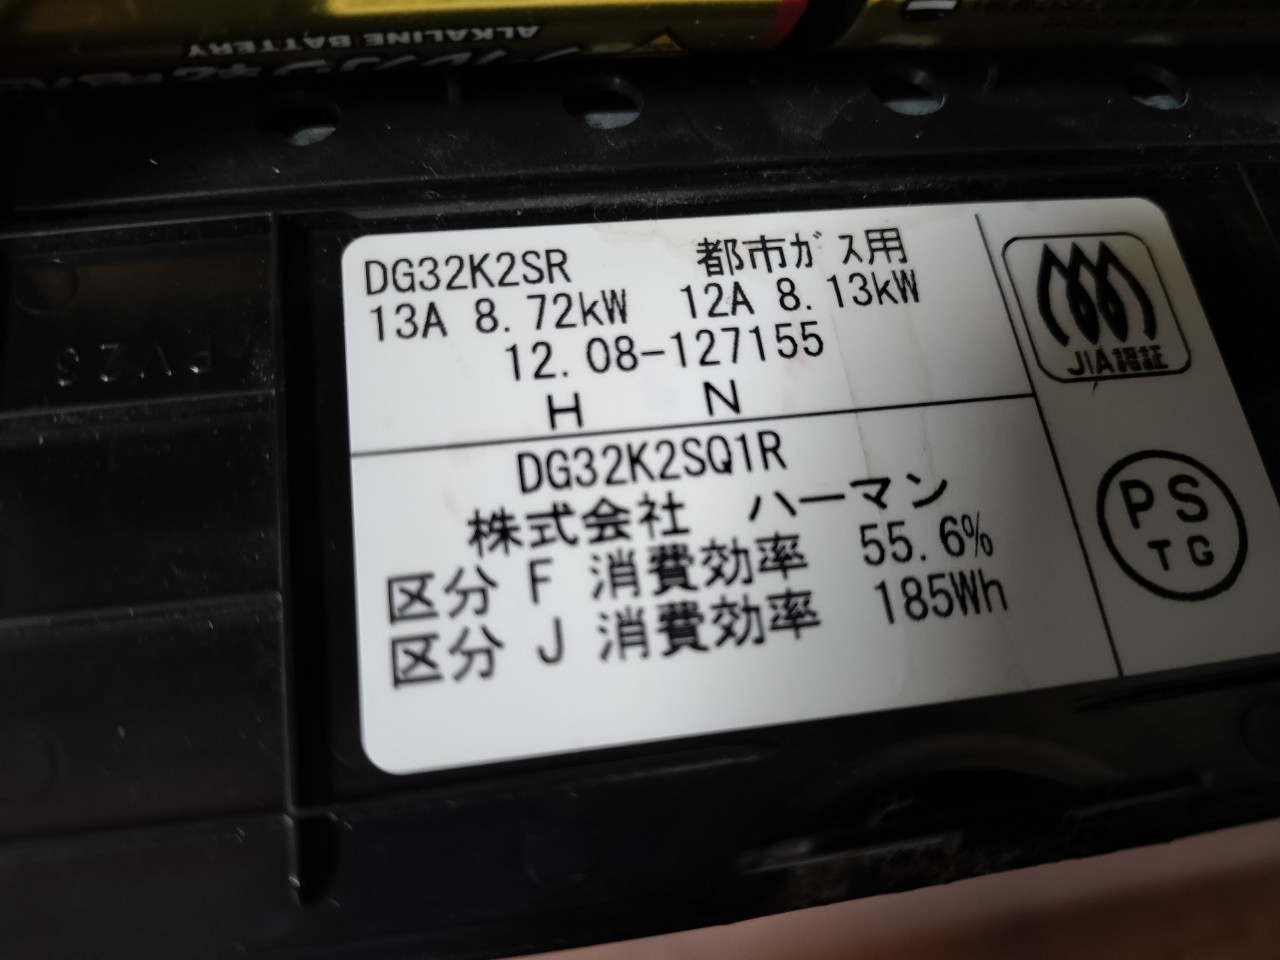 ALKALINE BATTERY
DG32K2SR 都市ガス用
13A 8.72kW 12A 8.13kW
12.08-127155
H N
DG32K2SQ1R
株式会社 ハーマン
区分 F 消費効率 55.6%
区分 J 消費効率 185Wh
JIA認証
PS
TG